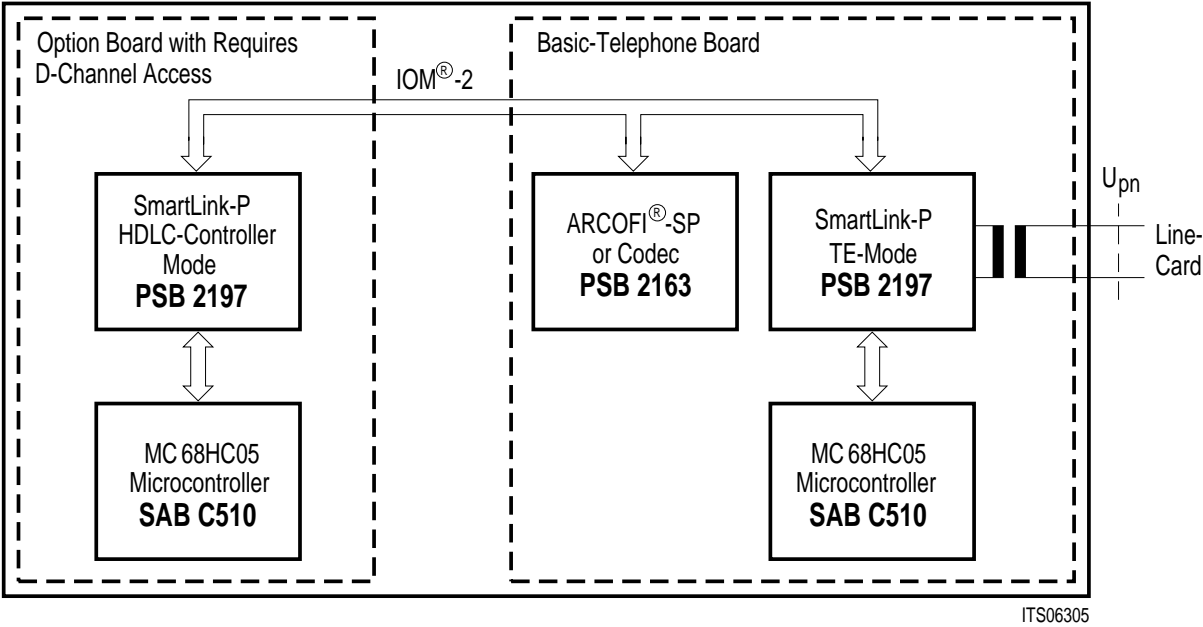 Option Board with Requires
D-Channel Access
Basic-Telephone Board
IOM®-2
SmartLink-P
HDLC-Controller
Mode
PSB 2197
ARCOFI®-SP
or Codec
PSB 2163
SmartLink-P
TE-Mode
PSB 2197
Upn
Line-
Card
MC 68HC05
Microcontroller
SAB C510
MC 68HC05
Microcontroller
SAB C510
ITS06305